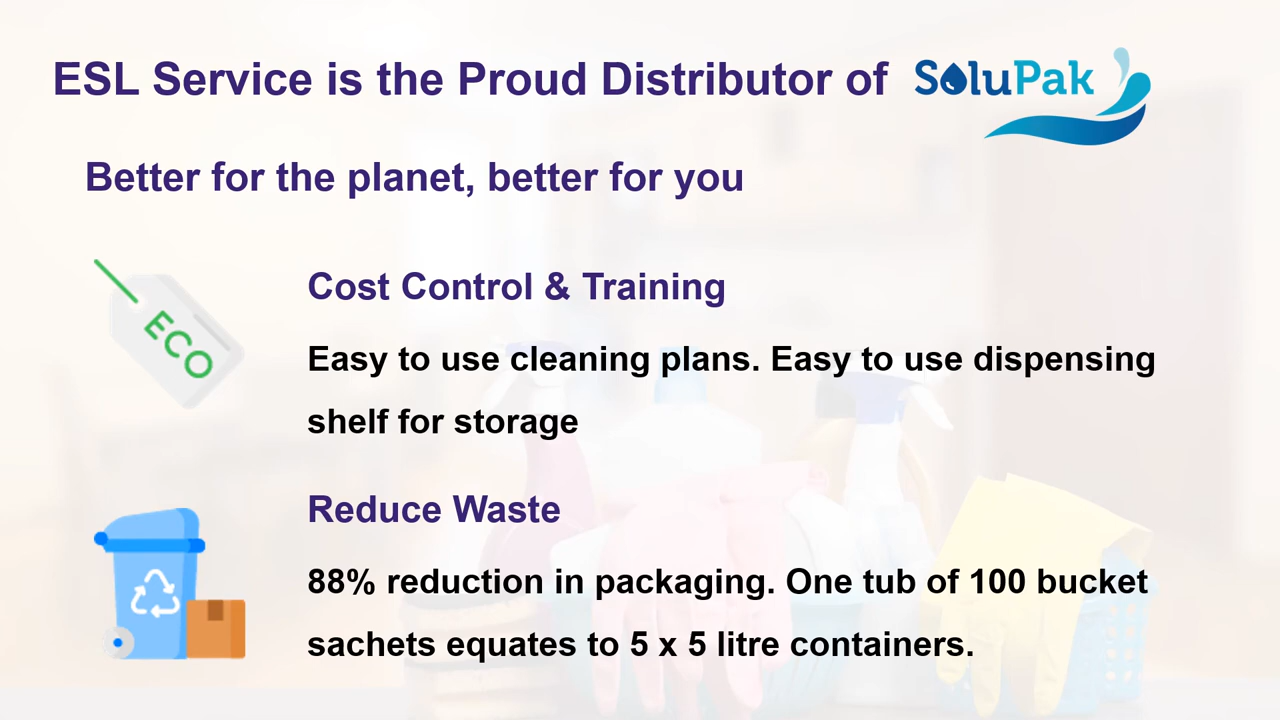 ESL Service is the Proud Distributor of SoluPak
Better for the planet, better for you
ECO
Cost Control & Training
Easy to use cleaning plans. Easy to use dispensing
shelf for storage
Reduce Waste
88% reduction in packaging. One tub of 100 bucket
sachets equates to 5 x 5 litre containers.